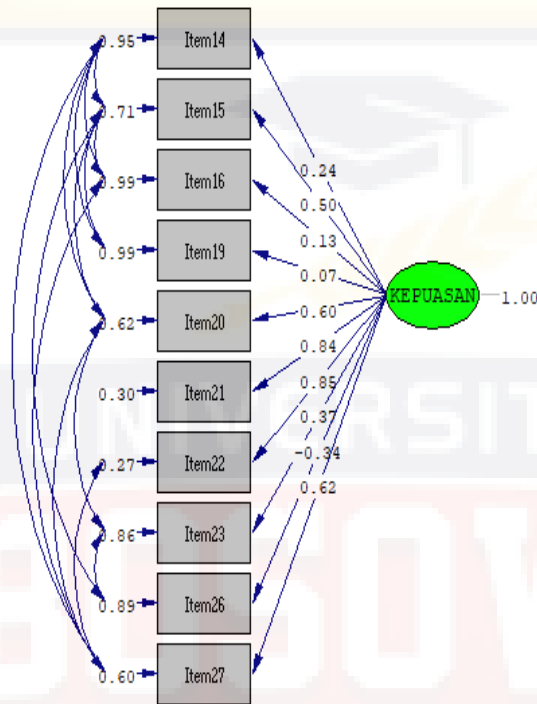 0.95 Item14
0.71 Item15
0.24
0.99 Item16
0.50
0.13
0.99 Item19
0.07
KEPUASAN 1.00
0.62 Item20
0.60
0.84
0.30 Item21
0.85
0.37
0.27 Item22
-0.34
0.62
0.86 Item23
0.89 Item26
0.60 Item27